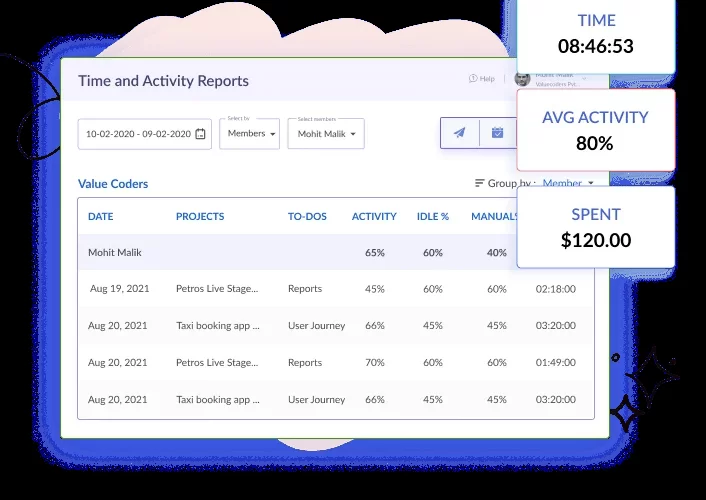 TIME
08:46:53
Time and Activity Reports
Help
Valuecoders Pvt..
AVG ACTIVITY
80%
10-02-2020 - 09-02-2020
Select by
Members
Select members
Mohit Malik
Value Coders
Group by : Member
SPENT
$120.00
DATE PROJECTS TO-DOS ACTIVITY IDLE % MANUAL
Mohit Malik 65% 60% 40%
Aug 19, 2021 Petros Live Stage... Reports 45% 60% 60% 02:18:00
Aug 20, 2021 Taxi booking app ... User Journey 66% 45% 45% 03:20:00
Aug 20, 2021 Petros Live Stage... Reports 70% 60% 60% 01:49:00
Aug 20, 2021 Taxi booking app ... User Journey 66% 45% 45% 03:20:00